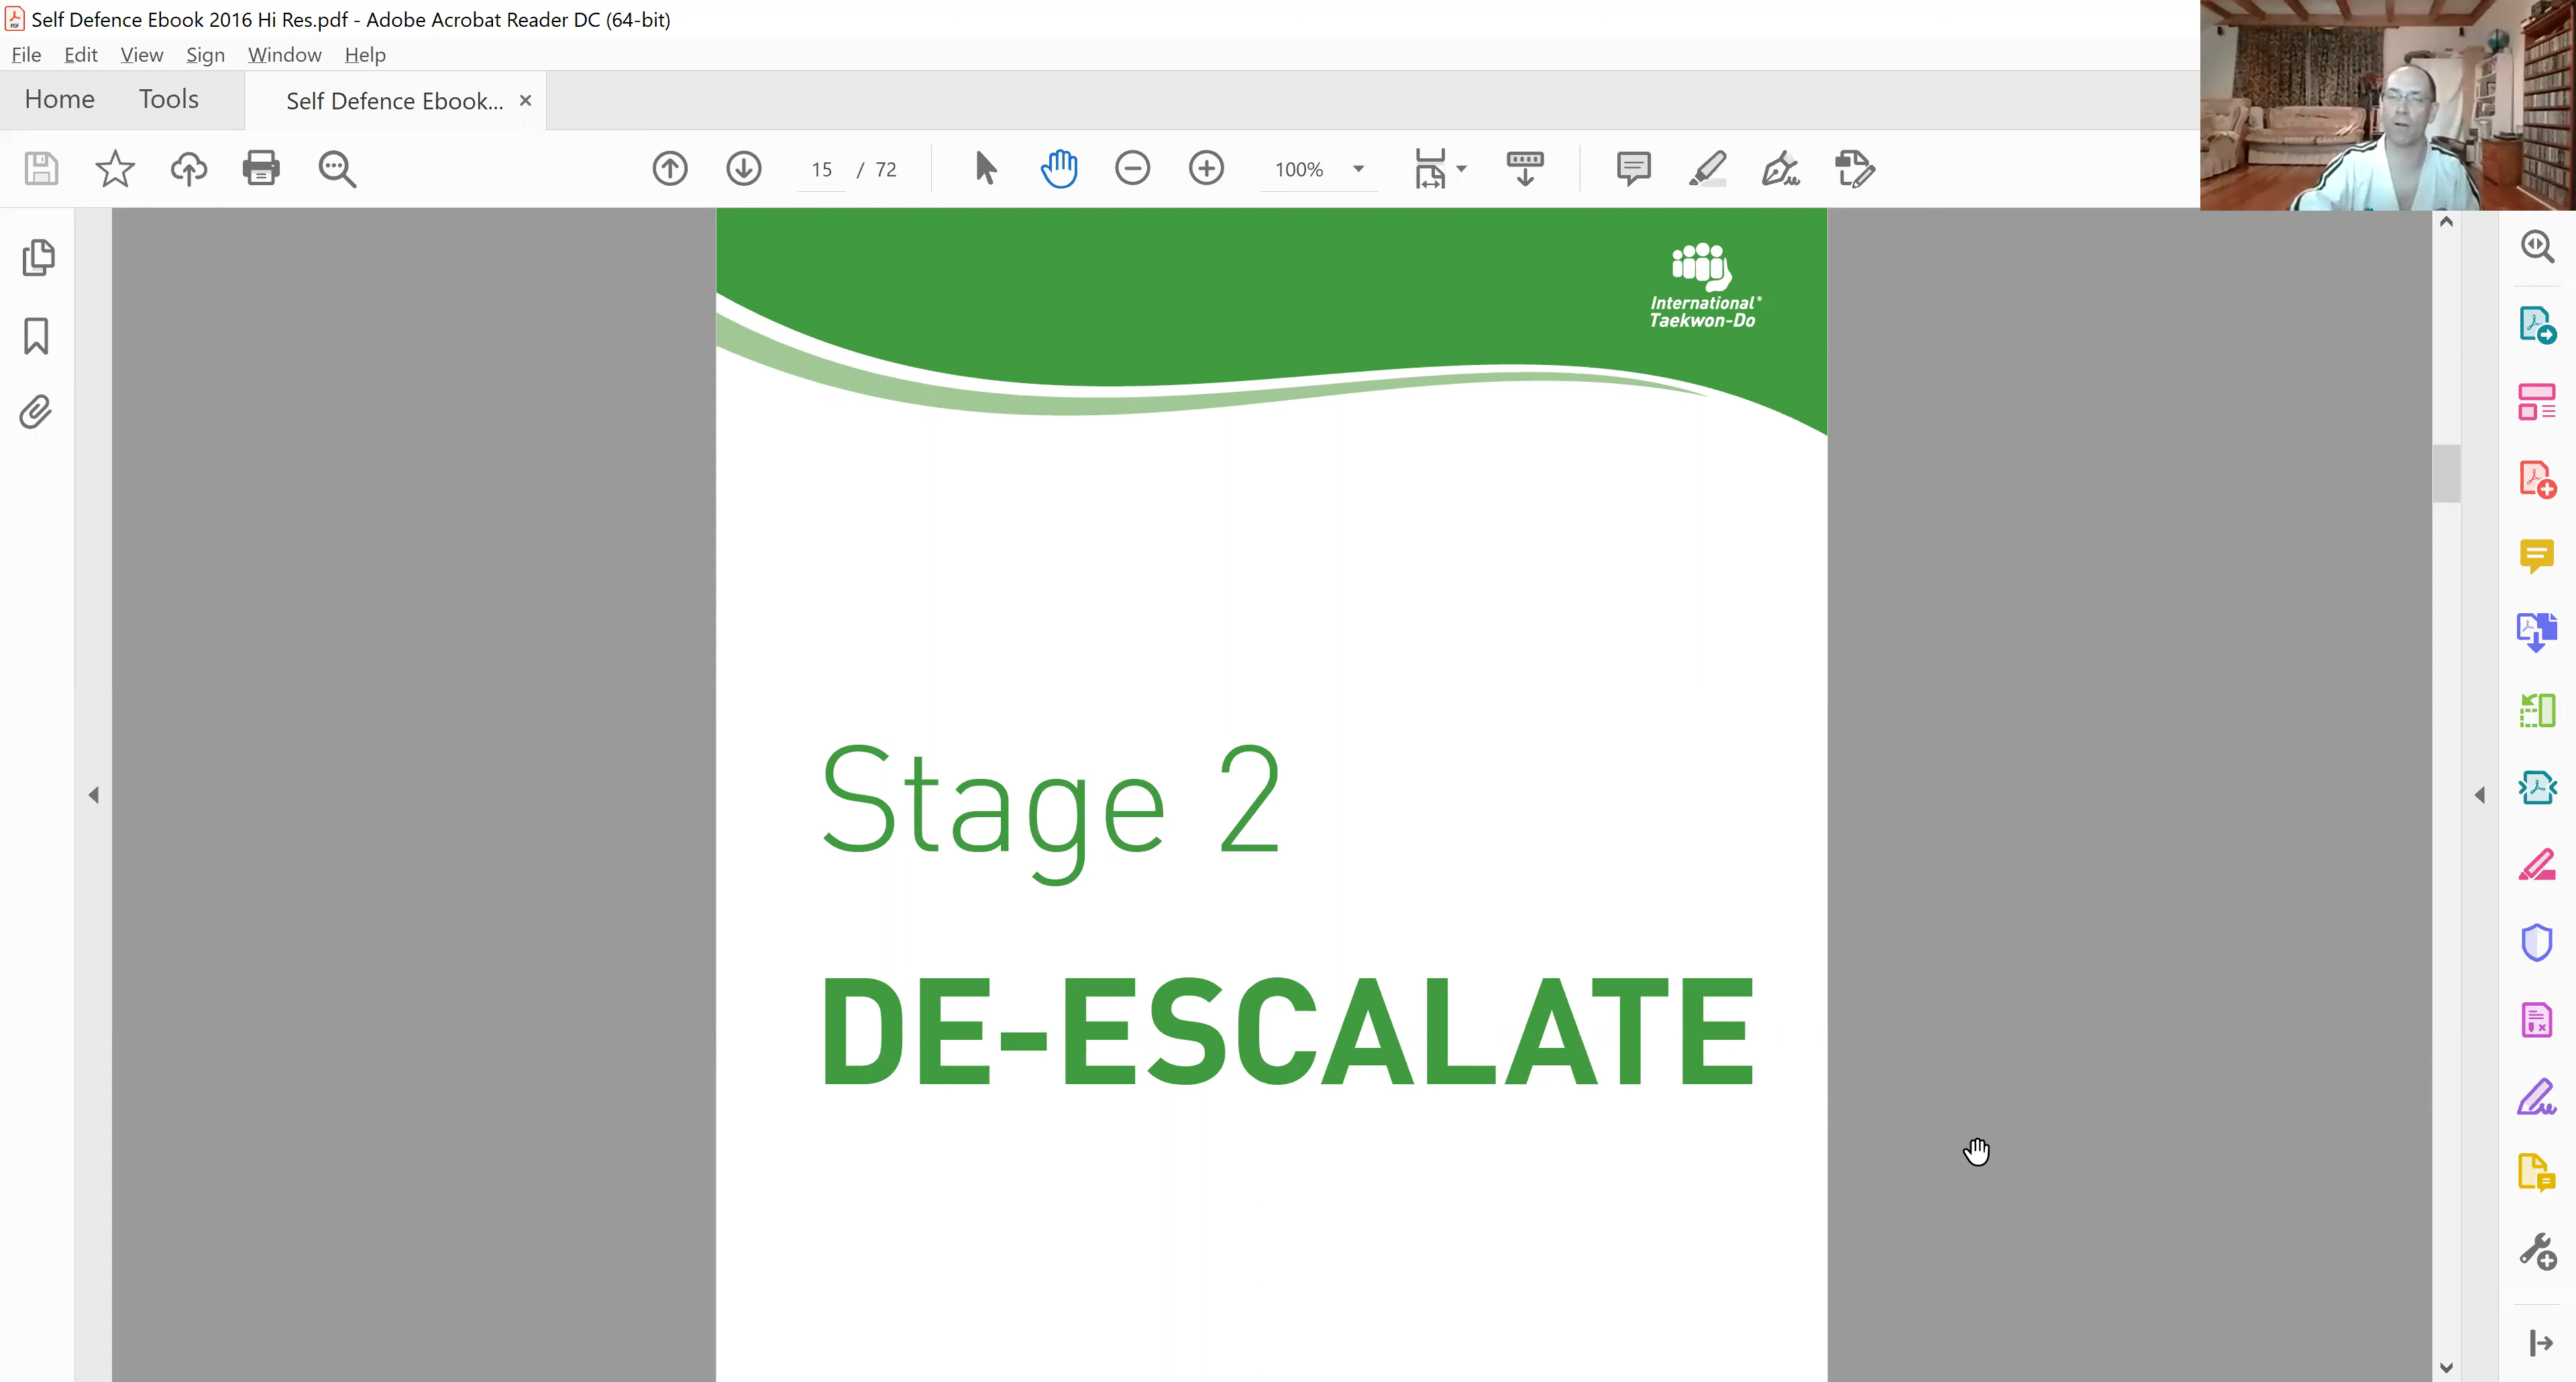 Self Defence Ebook 2016 Hi Res.pdf - Adobe Acrobat Reader DC (64-bit)
File Edit View Sign Window Help
Home Tools Self Defence Ebook... ×
15 / 72 100%
International®
Taekwon-Do
Stage 2
DE-ESCALATE